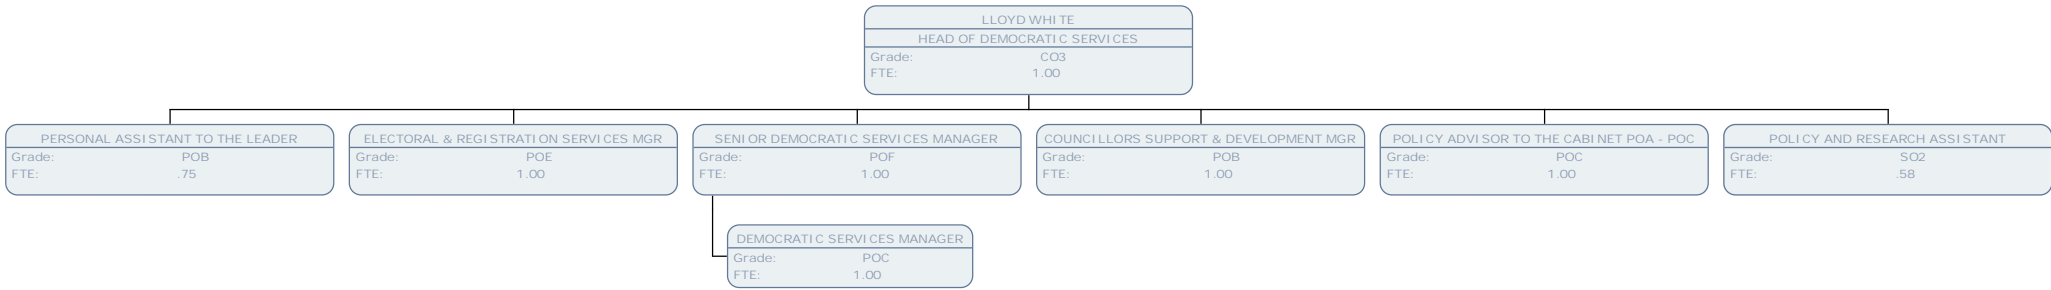 LLOYD WHITE
HEAD OF DEMOCRATIC SERVICES
Grade: CO3
FTE: 1.00
PERSONAL ASSISTANT TO THE LEADER
Grade: POB
FTE: .75
ELECTORAL & REGISTRATION SERVICES MGR
Grade: POE
FTE: 1.00
SENIOR DEMOCRATIC SERVICES MANAGER
Grade: POF
FTE: 1.00
COUNCILLORS SUPPORT & DEVELOPMENT MGR
Grade: POB
FTE: 1.00
POLICY ADVISOR TO THE CABINET POA - POC
Grade: POC
FTE: 1.00
POLICY AND RESEARCH ASSISTANT
Grade: SO2
FTE: .58
DEMOCRATIC SERVICES MANAGER
Grade: POC
FTE: 1.00